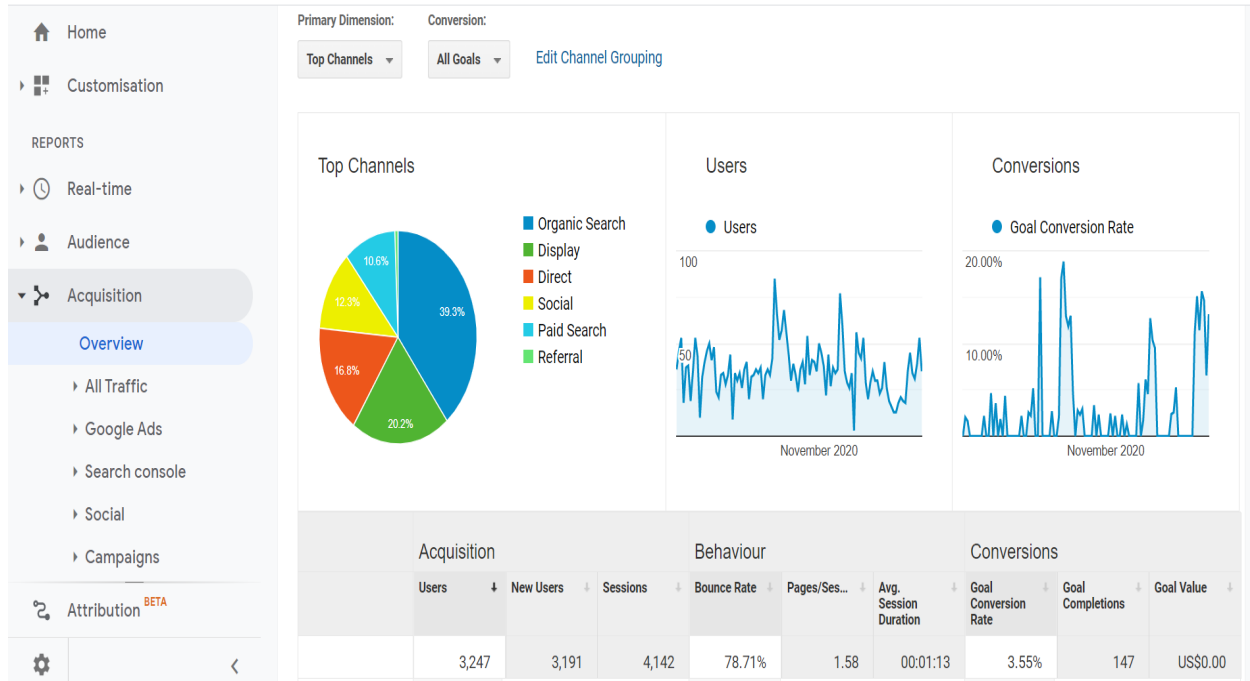 Home
Customisation
REPORTS
Real-time
Audience
Acquisition
Overview
All Traffic
Google Ads
Search console
Social
Campaigns
Attribution BETA
Primary Dimension: Conversion:
Top Channels All Goals Edit Channel Grouping
Top Channels
Organic Search
Display
Direct
Social
Paid Search
Referral
39.3%
20.2%
16.8%
12.3%
10.6%
Users
Users
100
50
November 2020
Conversions
Goal Conversion Rate
20.00%
10.00%
November 2020
Acquisition Behaviour Conversions
Users New Users Sessions Bounce Rate Pages/Ses... Avg. Session Duration Goal Conversion Rate Goal Completions Goal Value
3,247 3,191 4,142 78.71% 1.58 00:01:13 3.55% 147 US$0.00